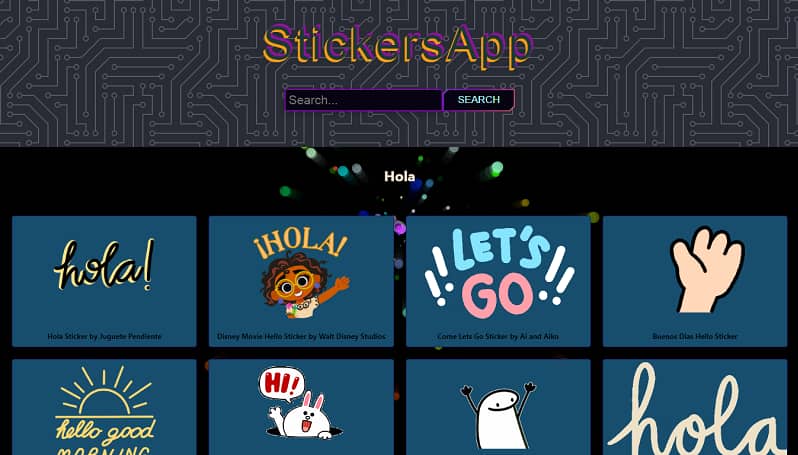 StickersApp
Search...
SEARCH
Hola
hola!
¡HOLA!
LET'S
GO
Hola Sticker by Juguete Pendiente
Disney Movie Hello Sticker by Walt Disney Studios
Come Lets Go Sticker by Ai and Aiko
Buenos Dias Hello Sticker
hello good
MORNING
HI!
hola